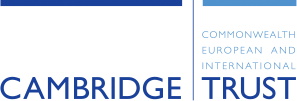 COMMONWEALTH
EUROPEAN AND
INTERNATIONAL
CAMBRIDGE TRUST